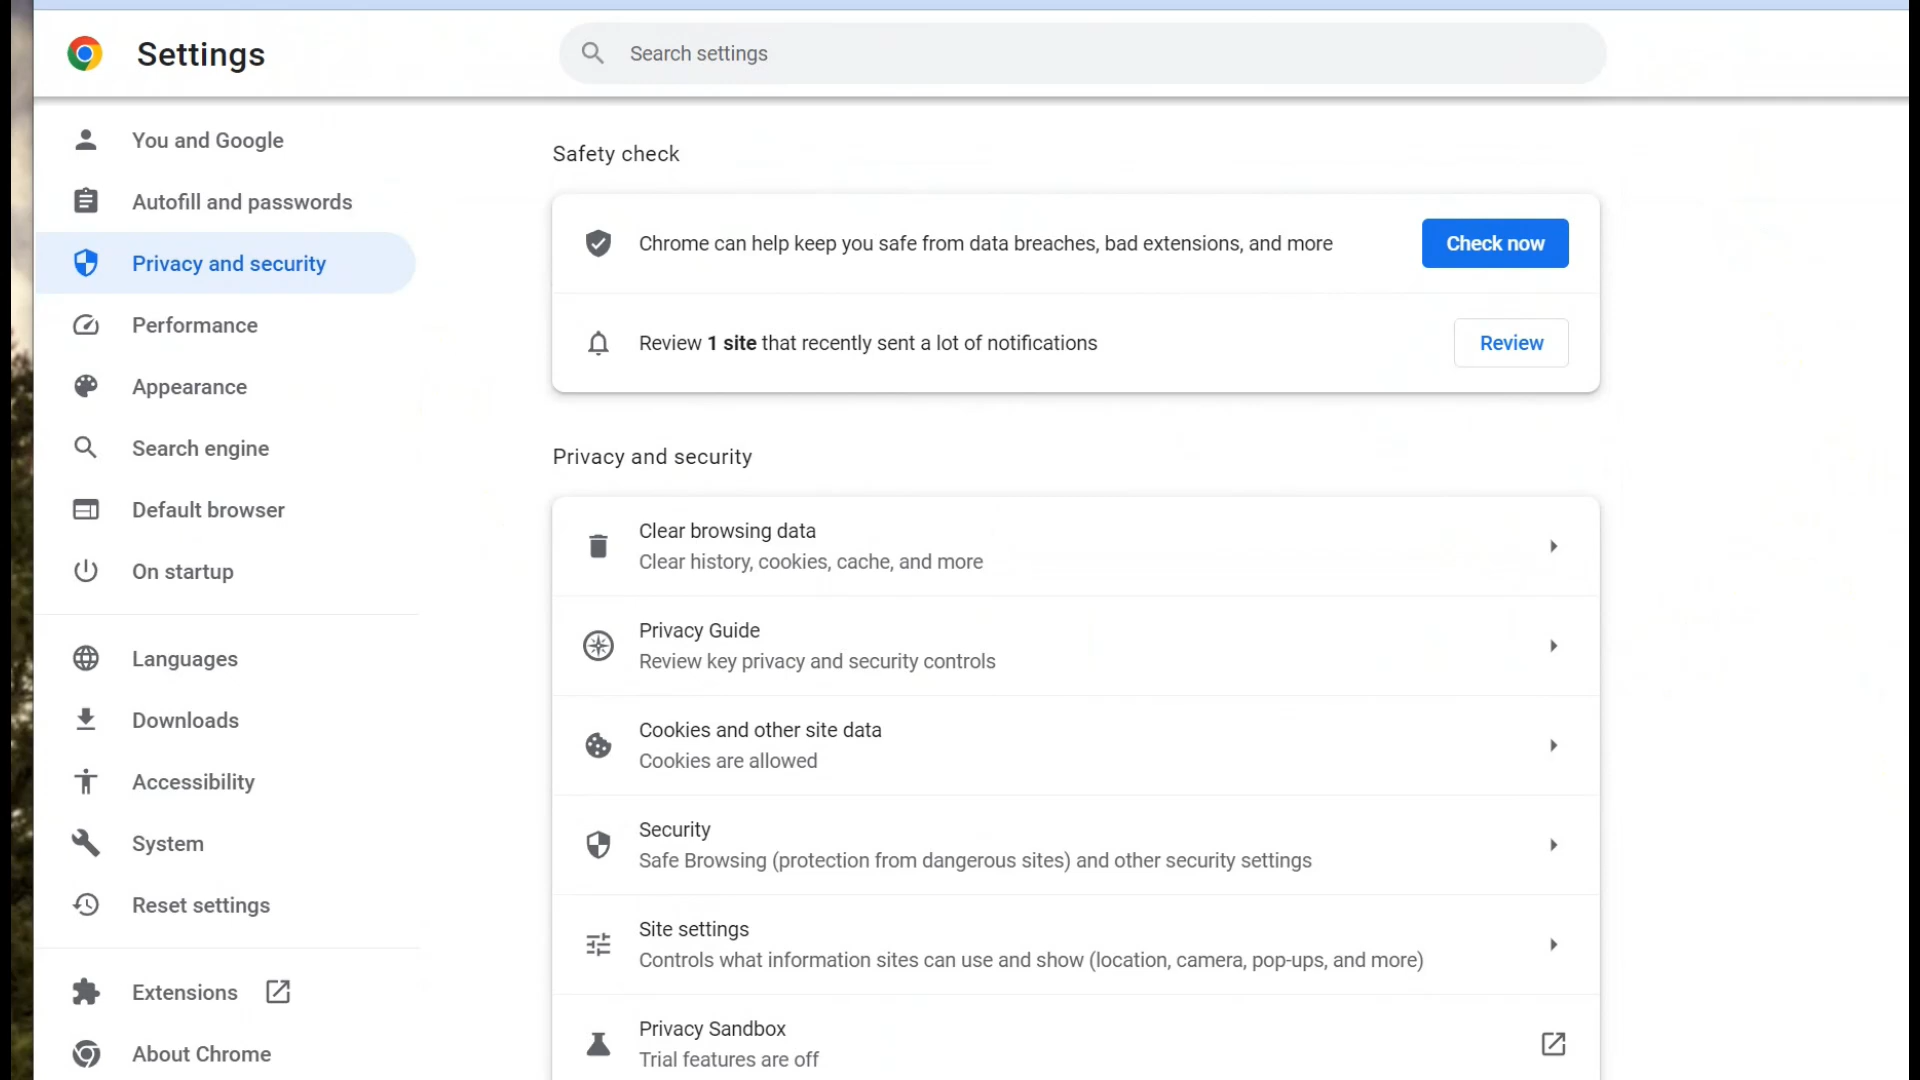 Settings
Search settings
You and Google
Autofill and passwords
Privacy and security
Performance
Appearance
Search engine
Default browser
On startup
Languages
Downloads
Accessibility
System
Reset settings
Extensions
About Chrome
Safety check
Chrome can help keep you safe from data breaches, bad extensions, and more
Check now
Review 1 site that recently sent a lot of notifications
Review
Privacy and security
Clear browsing data
Clear history, cookies, cache, and more
Privacy Guide
Review key privacy and security controls
Cookies and other site data
Cookies are allowed
Security
Safe Browsing (protection from dangerous sites) and other security settings
Site settings
Controls what information sites can use and show (location, camera, pop-ups, and more)
Privacy Sandbox
Trial features are off